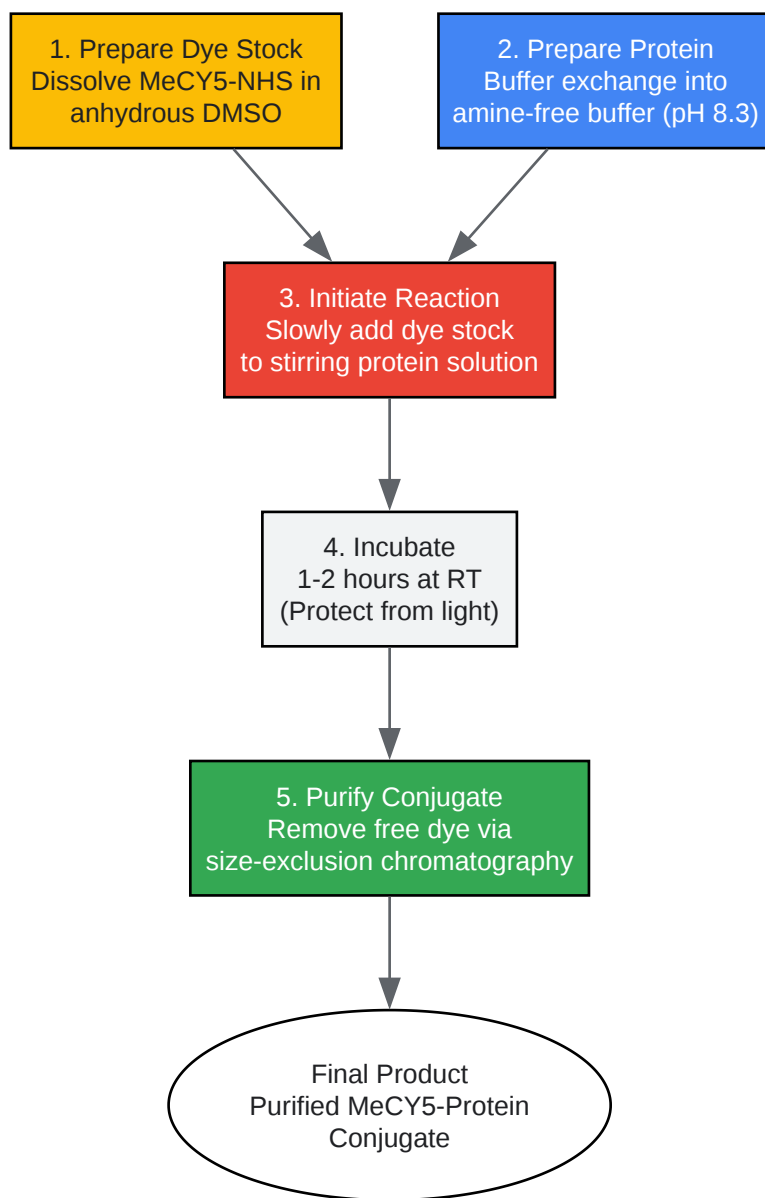 1. Prepare Dye Stock
Dissolve MeCY5-NHS in
anhydrous DMSO
2. Prepare Protein
Buffer exchange into
amine-free buffer (pH 8.3)
3. Initiate Reaction
Slowly add dye stock
to stirring protein solution
4. Incubate
1-2 hours at RT
(Protect from light)
5. Purify Conjugate
Remove free dye via
size-exclusion chromatography
Final Product
Purified MeCY5-Protein
Conjugate